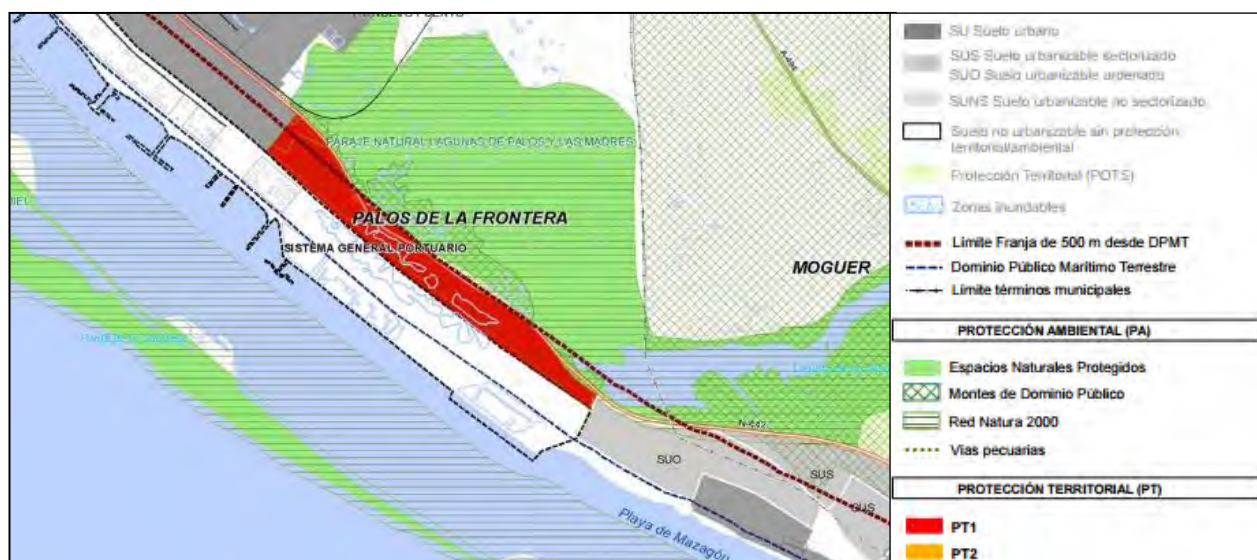 A-494
PARAJE NATURAL LAGUNAS DE PALOS Y LAS MADRES
PALOS DE LA FRONTERA
SISTEMA GENERAL PORTUARIO
MOGUER
N-442
SUO
SUS
SUS
Playa de Mazagón
SU Suelo urbano
SUS Suelo urbanizable sectorizado
SUO Suelo urbanizable ordenado
SUNS Suelo urbanizable no sectorizado
Suelo no urbanizable sin protección
territorial/ambiental
Protección Territorial (POTS)
Zonas inundables
Límite Franja de 500 m desde DPMT
Dominio Público Marítimo Terrestre
Límite términos municipales
PROTECCIÓN AMBIENTAL (PA)
Espacios Naturales Protegidos
Montes de Dominio Público
Red Natura 2000
Vías pecuarias
PROTECCIÓN TERRITORIAL (PT)
PT1
PT2